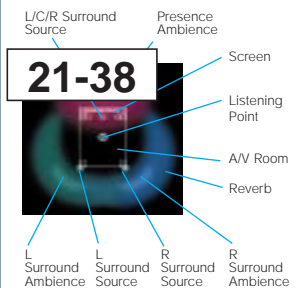 L/C/R Surround
Source
Presence
Ambience
Screen
21-38
Listening
Point
A/V Room
Reverb
L
Surround
Ambience
L
Surround
Source
R
Surround
Source
R
Surround
Ambience